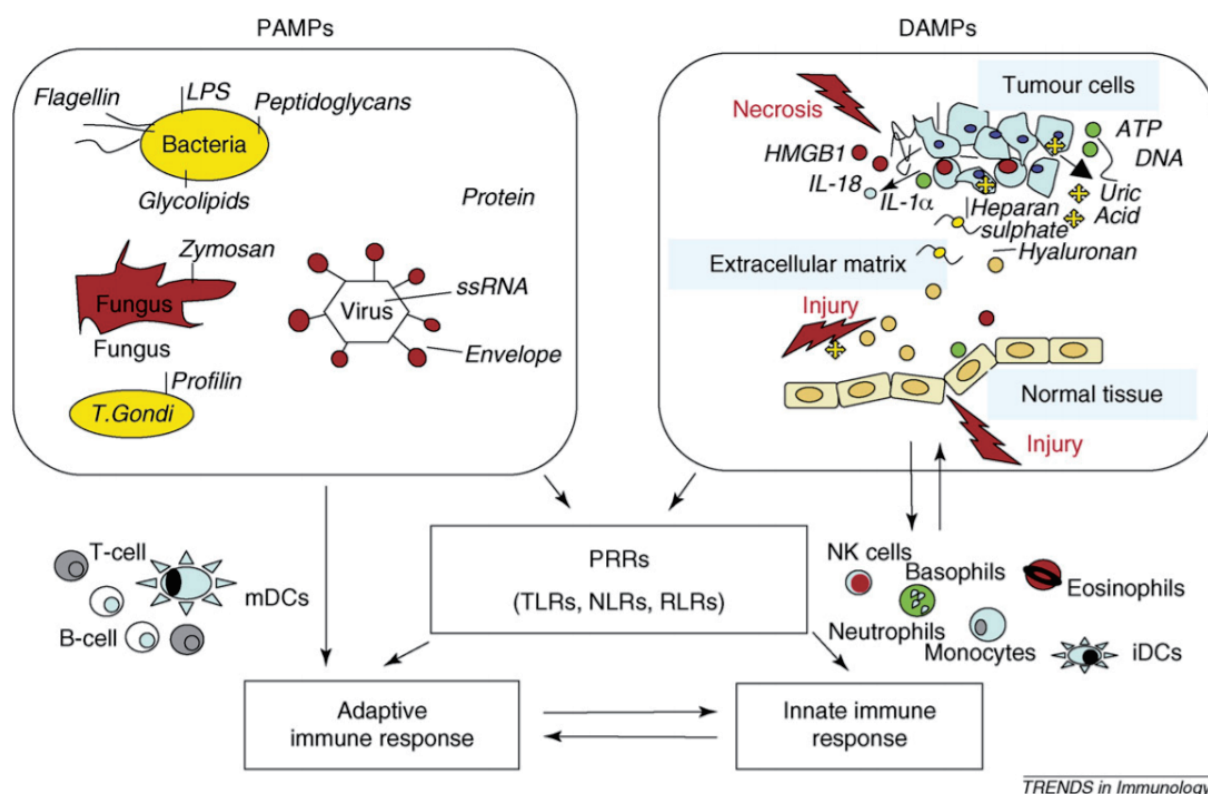 PAMPs
Flagellin
LPS
Peptidoglycans
Bacteria
Glycolipids
Protein
Zymosan
Fungus
Fungus
Virus
ssRNA
Envelope
Profilin
T.Gondi
DAMPs
Tumour cells
Necrosis
ATP
DNA
HMGB1
IL-18
IL-1α
Uric
Acid
Heparan
sulphate
Hyaluronan
Extracellular matrix
Injury
Normal tissue
Injury
T-cell
mDCs
B-cell
PRRs
(TLRs, NLRs, RLRs)
NK cells
Basophils
Eosinophils
Neutrophils
Monocytes
iDCs
Adaptive
immune response
Innate immune
response
TRENDS in Immunology